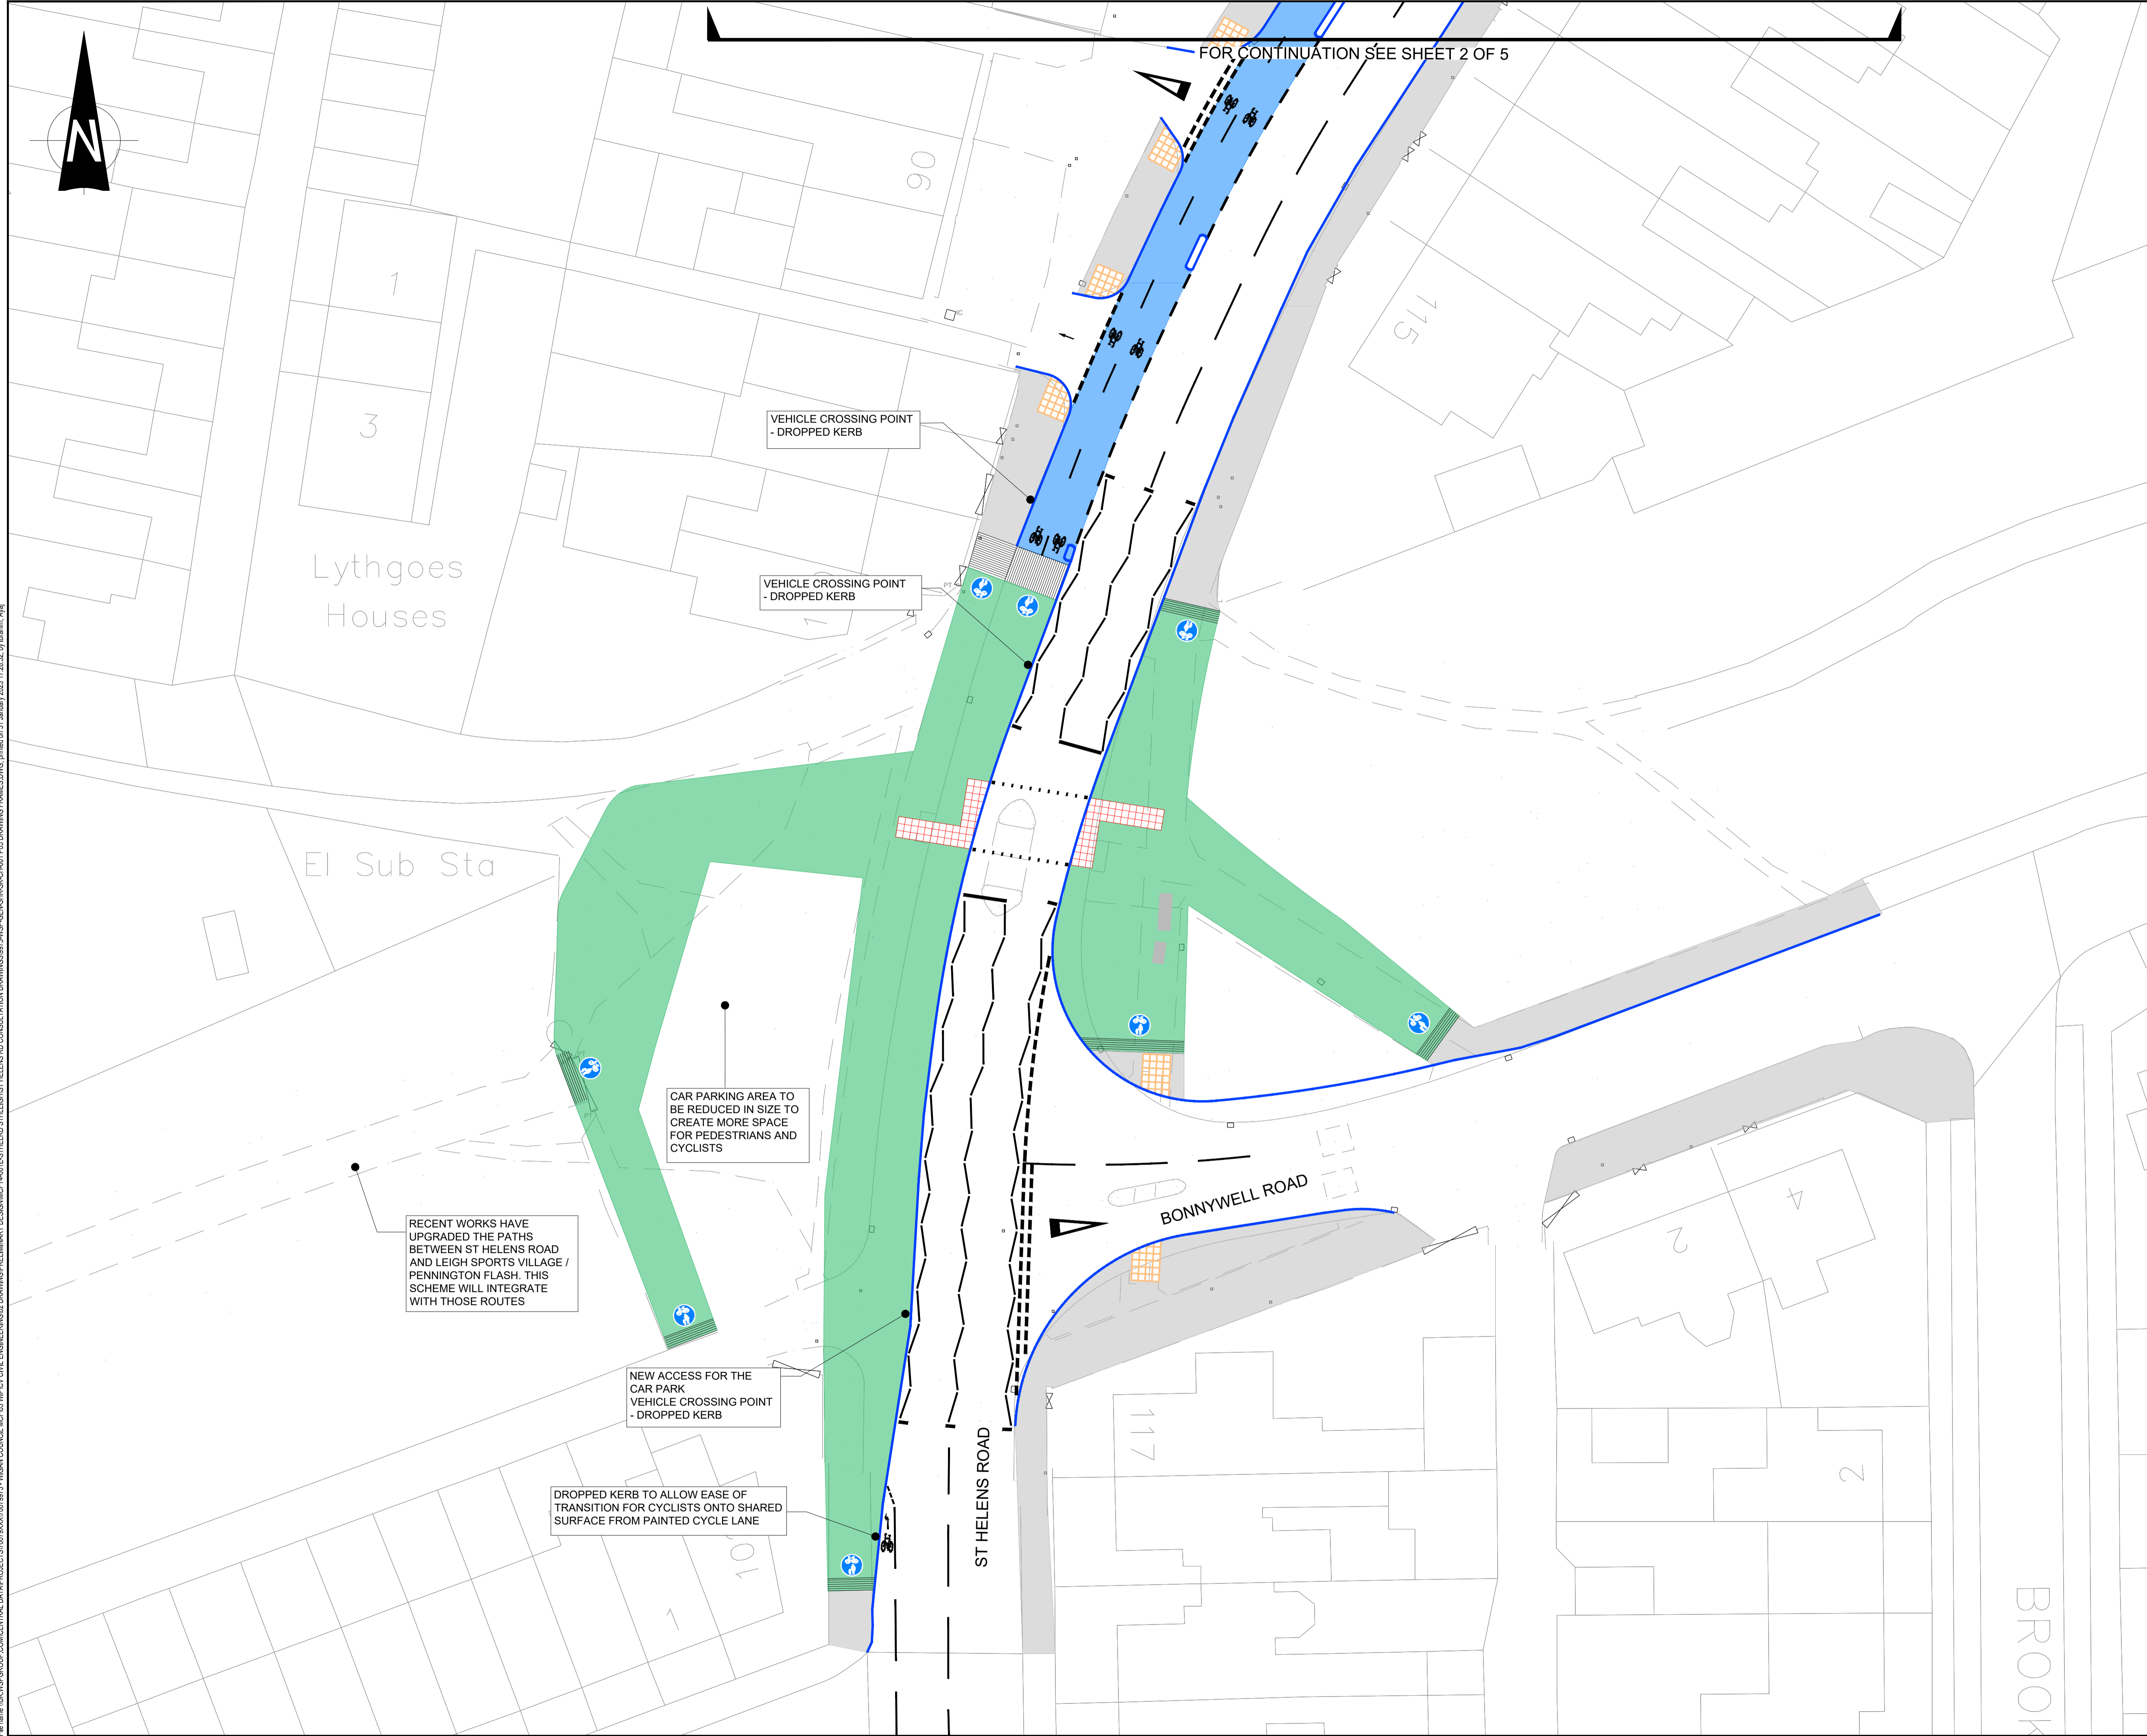 FOR CONTINUATION SEE SHEET 2 OF 5
N
90
1
3
115
VEHICLE CROSSING POINT
- DROPPED KERB
Lythgoes
Houses
VEHICLE CROSSING POINT
- DROPPED KERB
PT
El Sub Sta
CAR PARKING AREA TO
BE REDUCED IN SIZE TO
CREATE MORE SPACE
FOR PEDESTRIANS AND
CYCLISTS
PT
BONNYWELL ROAD
RECENT WORKS HAVE
UPGRADED THE PATHS
BETWEEN ST HELENS ROAD
AND LEIGH SPORTS VILLAGE /
PENNINGTON FLASH. THIS
SCHEME WILL INTEGRATE
WITH THOSE ROUTES
4
2
NEW ACCESS FOR THE
CAR PARK
VEHICLE CROSSING POINT
- DROPPED KERB
117
ST HELENS ROAD
2
DROPPED KERB TO ALLOW EASE OF
TRANSITION FOR CYCLISTS ONTO SHARED
SURFACE FROM PAINTED CYCLE LANE
1
BROOK